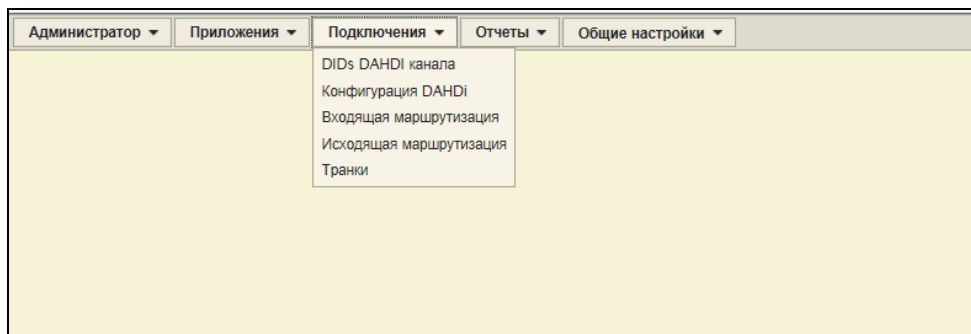 Администратор Приложения Подключения Отчеты Общие настройки
DIDs DAHDI канала
Конфигурация DAHDi
Входящая маршрутизация
Исходящая маршрутизация
Транки